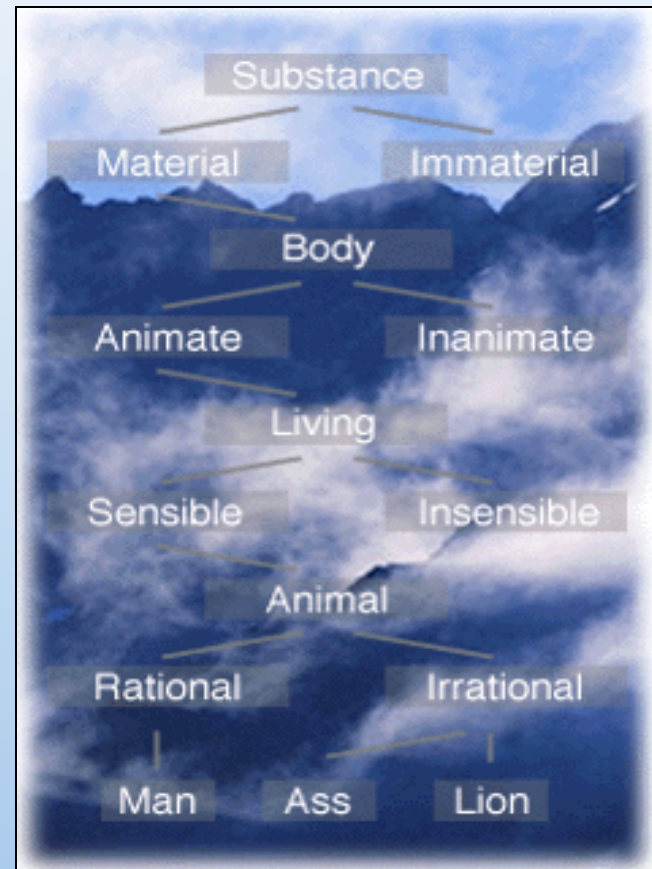 Substance
Material Immaterial
Body
Animate Inanimate
Living
Sensible Insensible
Animal
Rational Irrational
Man Ass Lion